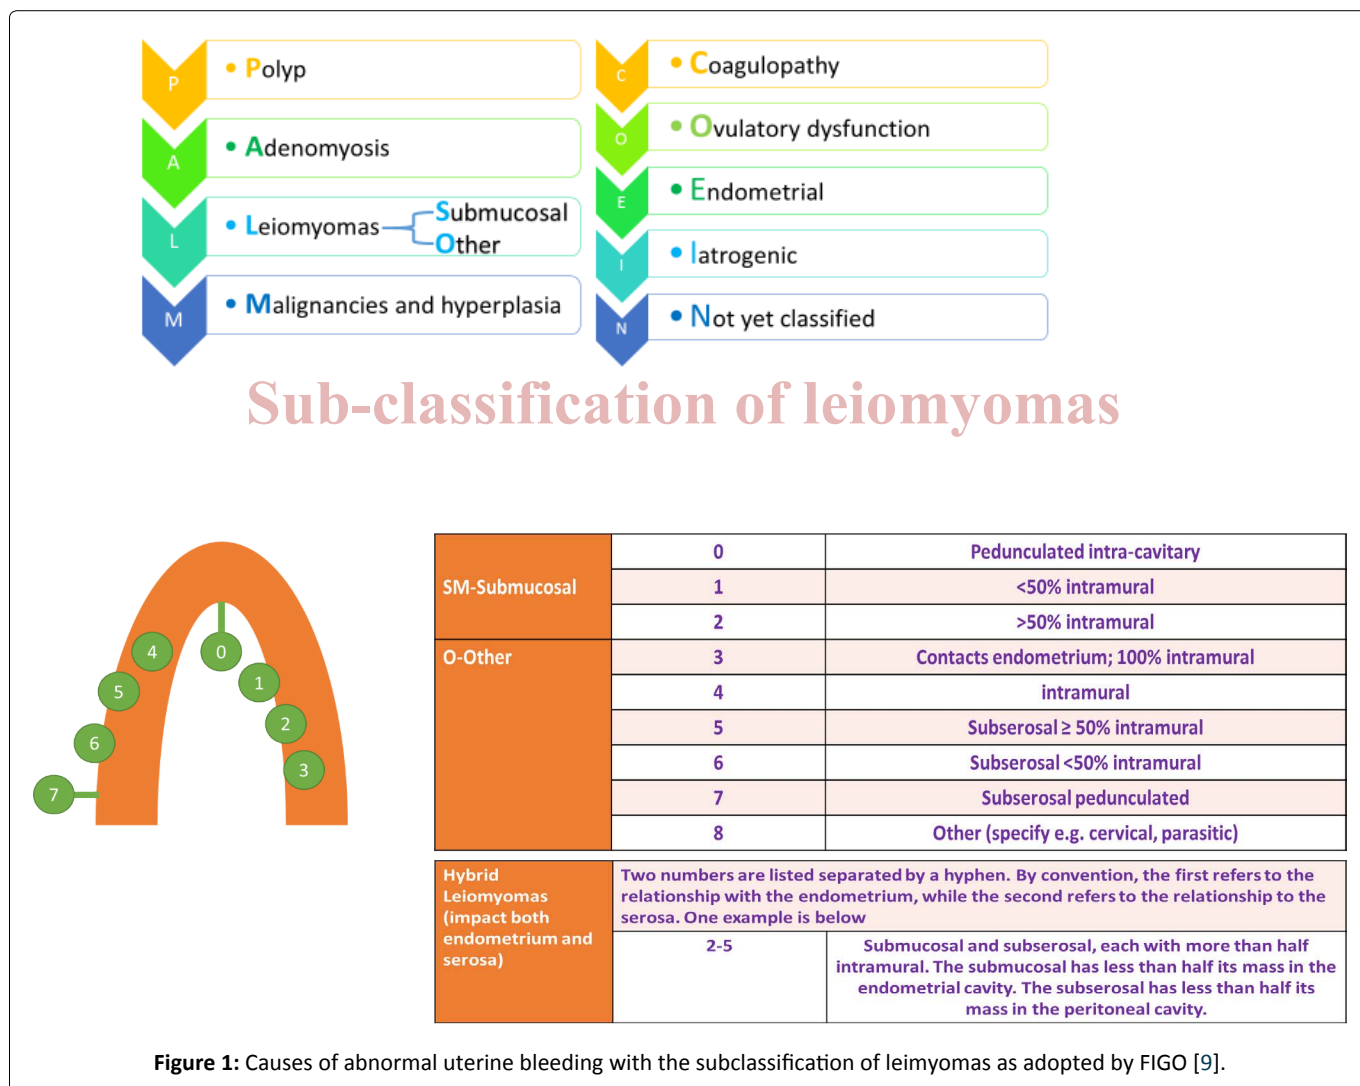 P
• Polyp
A
• Adenomyosis
L
• Leiomyomas
Submucosal
Other
M
• Malignancies and hyperplasia
C
• Coagulopathy
O
• Ovulatory dysfunction
E
• Endometrial
I
• Iatrogenic
N
• Not yet classified
Sub-classification of leiomyomas
4
0
5
1
2
6
3
7
SM-Submucosal
0
Pedunculated intra-cavitary
1
<50% intramural
2
>50% intramural
O-Other
3
Contacts endometrium; 100% intramural
4
intramural
5
Subserosal ≥ 50% intramural
6
Subserosal <50% intramural
7
Subserosal pedunculated
8
Other (specify e.g. cervical, parasitic)
Hybrid
Leiomyomas
(impact both
endometrium and
serosa)
Two numbers are listed separated by a hyphen. By convention, the first refers to the
relationship with the endometrium, while the second refers to the relationship to the
serosa. One example is below
2-5
Submucosal and subserosal, each with more than half
intramural. The submucosal has less than half its mass in the
endometrial cavity. The subserosal has less than half its
mass in the peritoneal cavity.
Figure 1: Causes of abnormal uterine bleeding with the subclassification of leimyomas as adopted by FIGO [9].